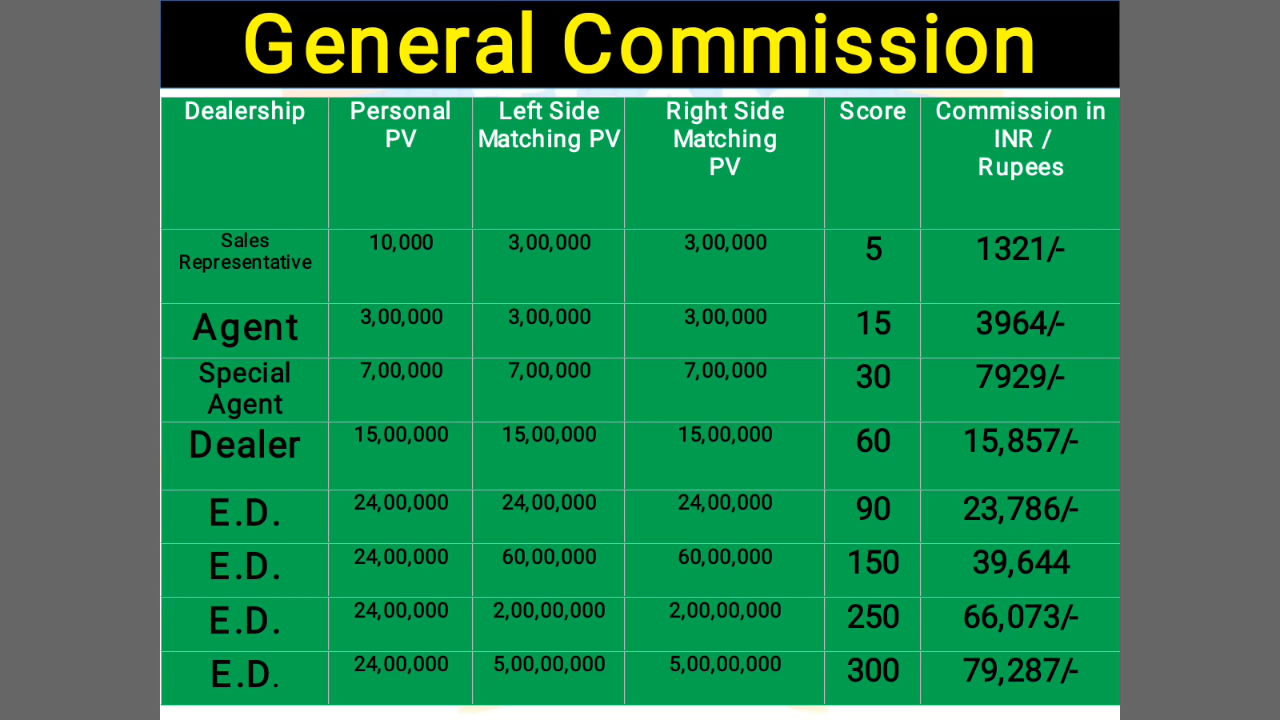 General Commission
Dealership
Personal
PV
Left Side
Matching PV
Right Side
Matching
PV
Score
Commission in
INR /
Rupees
Sales
Representative
10,000
3,00,000
3,00,000
5
1321/-
Agent
3,00,000
3,00,000
3,00,000
15
3964/-
Special
Agent
7,00,000
7,00,000
7,00,000
30
7929/-
Dealer
15,00,000
15,00,000
15,00,000
60
15,857/-
E.D.
24,00,000
24,00,000
24,00,000
90
23,786/-
E.D.
24,00,000
60,00,000
60,00,000
150
39,644
E.D.
24,00,000
2,00,00,000
2,00,00,000
250
66,073/-
E.D.
24,00,000
5,00,00,000
5,00,00,000
300
79,287/-